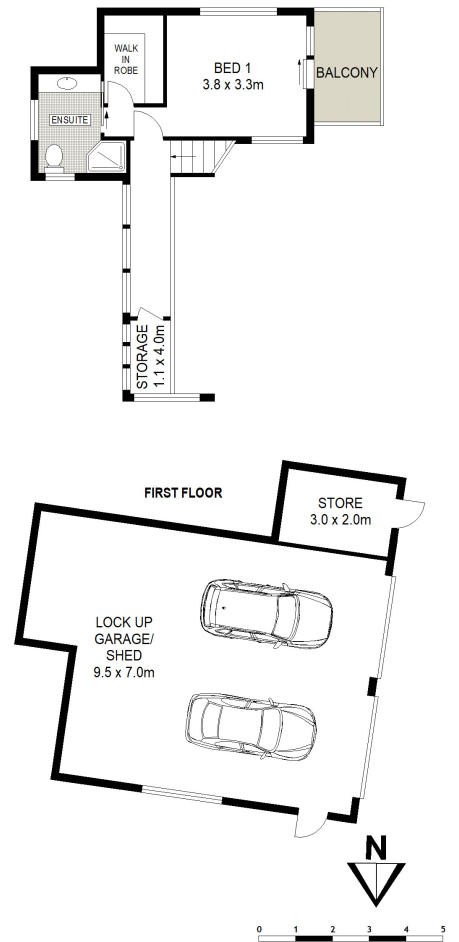 WALK
IN
ROBE
BED 1
3.8 x 3.3m
BALCONY
ENSUITE
STORAGE
1.1 x 4.0m
FIRST FLOOR
STORE
3.0 x 2.0m
LOCK UP
GARAGE/
SHED
9.5 x 7.0m
N
0 1 2 3 4 5